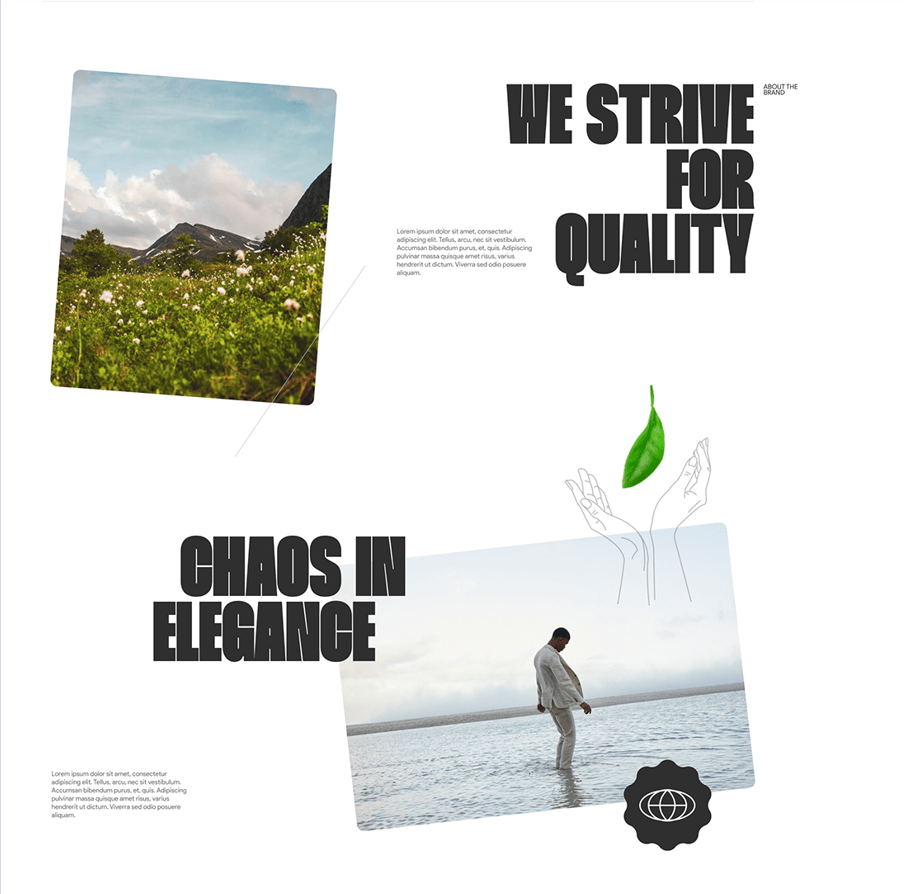 WE STRIVE
FOR
QUALITY
ABOUT THE
BRAND
Lorem ipsum dolor sit amet, consectetur
adipiscing elit. Tellus, arcu, nec sit vestibulum.
Accumsan bibendum purus, et, quis. Adipiscing
pulvinar massa quisque amet risus, varius
hendrerit ut dictum. Viverra sed odio posuere
aliquam.
CHAOS IN
ELEGANCE
Lorem ipsum dolor sit amet, consectetur
adipiscing elit. Tellus, arcu, nec sit vestibulum.
Accumsan bibendum purus, et, quis. Adipiscing
pulvinar massa quisque amet risus, varius
hendrerit ut dictum. Viverra sed odio posuere
aliquam.